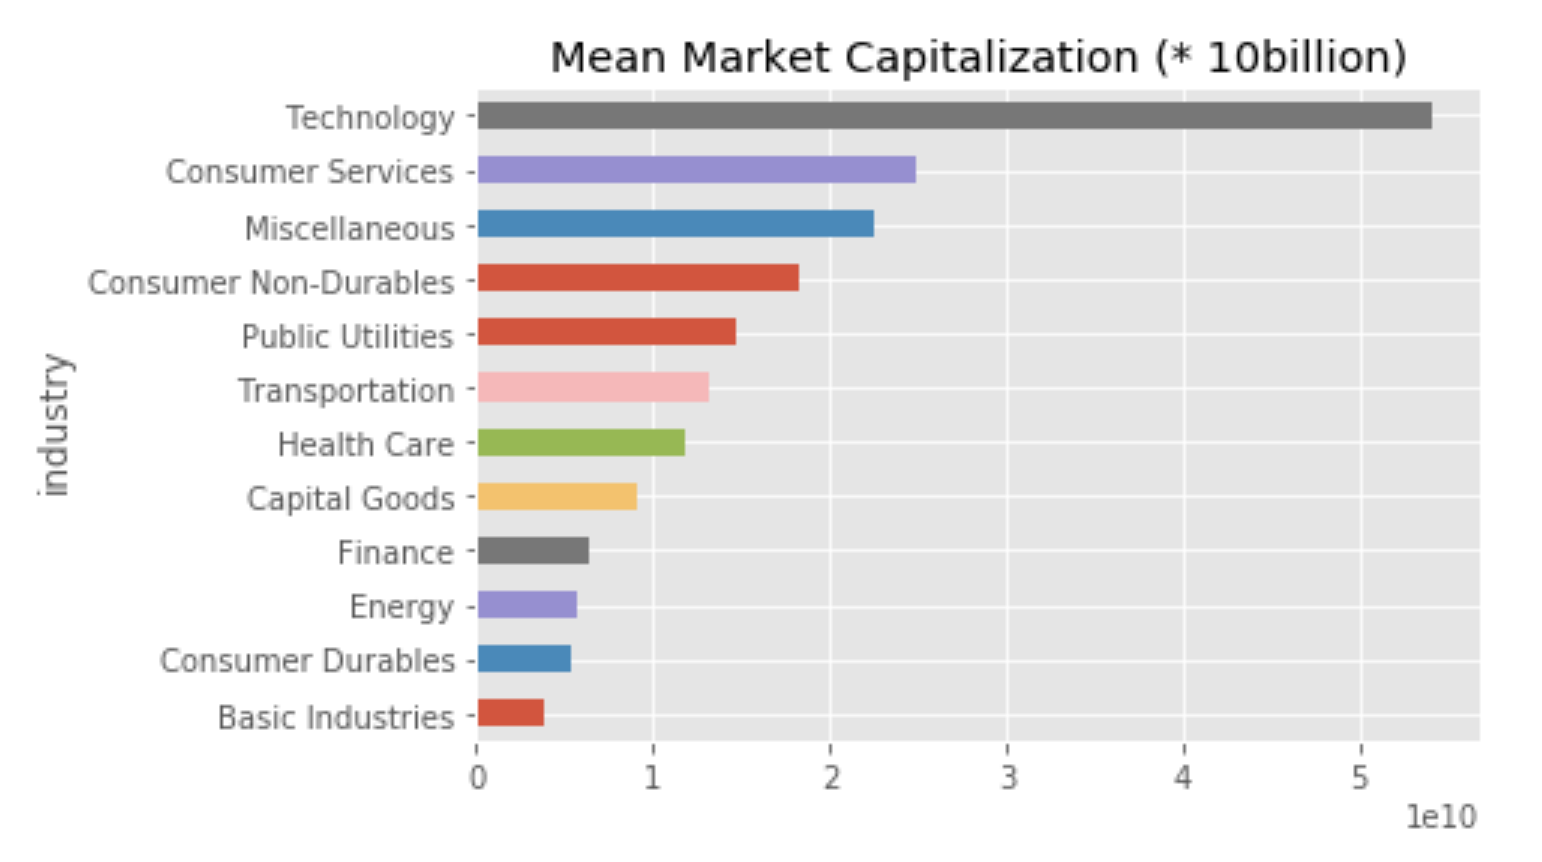 Mean Market Capitalization (* 10billion)
Technology
Consumer Services
Miscellaneous
Consumer Non-Durables
Public Utilities
Transportation
Health Care
Capital Goods
Finance
Energy
Consumer Durables
Basic Industries
industry
0 1 2 3 4 5
1e10